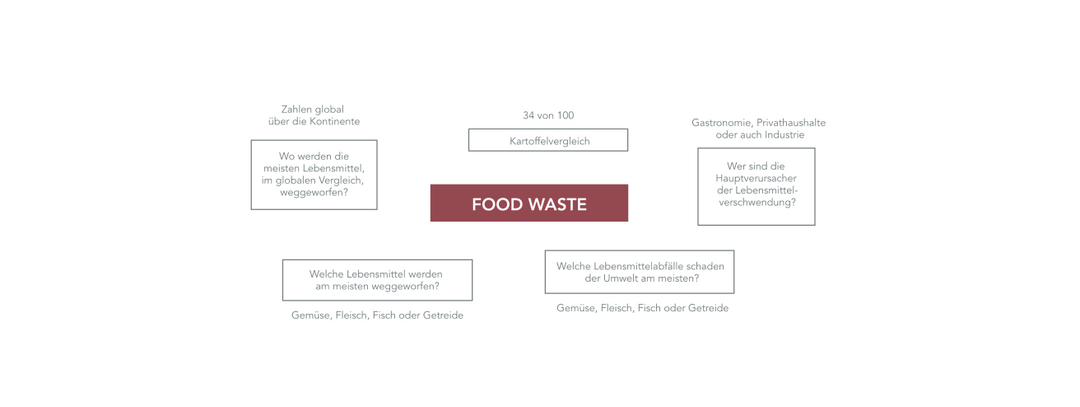 Zahlen global
über die Kontinente
Wo werden die
meisten Lebensmittel,
im globalen Vergleich,
weggeworfen?
34 von 100
Kartoffelvergleich
Gastronomie, Privathaushalte
oder auch Industrie
Wer sind die
Hauptverursacher
der Lebensmittel-
verschwendung?
FOOD WASTE
Welche Lebensmittel werden
am meisten weggeworfen?
Gemüse, Fleisch, Fisch oder Getreide
Welche Lebensmittelabfälle schaden
der Umwelt am meisten?
Gemüse, Fleisch, Fisch oder Getreide